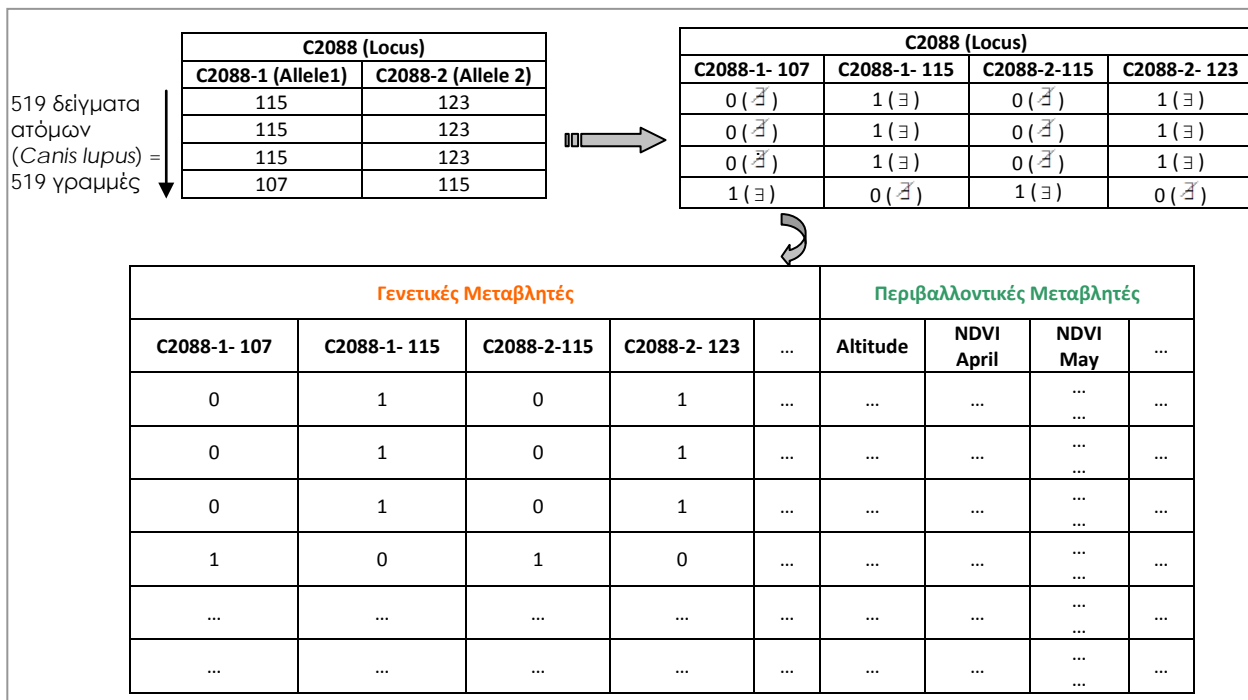 C2088 (Locus)
C2088-1 (Allele1) C2088-2 (Allele 2)
115 123
115 123
115 123
107 115
519 δείγματα
ατόμων
(Canis lupus) =
519 γραμμές
C2088 (Locus)
C2088-1- 107 C2088-1- 115 C2088-2-115 C2088-2- 123
0 ( ∄ ) 1 ( ∃ ) 0 ( ∄ ) 1 ( ∃ )
0 ( ∄ ) 1 ( ∃ ) 0 ( ∄ ) 1 ( ∃ )
0 ( ∄ ) 1 ( ∃ ) 0 ( ∄ ) 1 ( ∃ )
1 ( ∃ ) 0 ( ∄ ) 1 ( ∃ ) 0 ( ∄ )
Γενετικές Μεταβλητές Περιβαλλοντικές Μεταβλητές
C2088-1- 107 C2088-1- 115 C2088-2-115 C2088-2- 123 ... Altitude NDVI April NDVI May ...
0 1 0 1 ... ... ... ... ... ...
0 1 0 1 ... ... ... ... ... ...
0 1 0 1 ... ... ... ... ... ...
1 0 1 0 ... ... ... ... ... ...
... ... ... ... ... ... ... ... ... ...
... ... ... ... ... ... ... ... ... ...